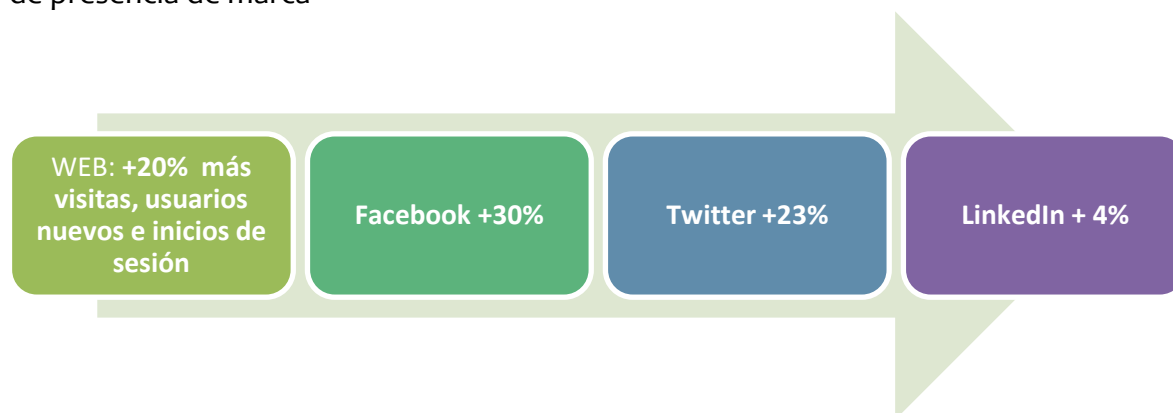 de presencia de marca
WEB: +20% más
visitas, usuarios
nuevos e inicios de
sesión
Facebook +30%
Twitter +23%
LinkedIn + 4%